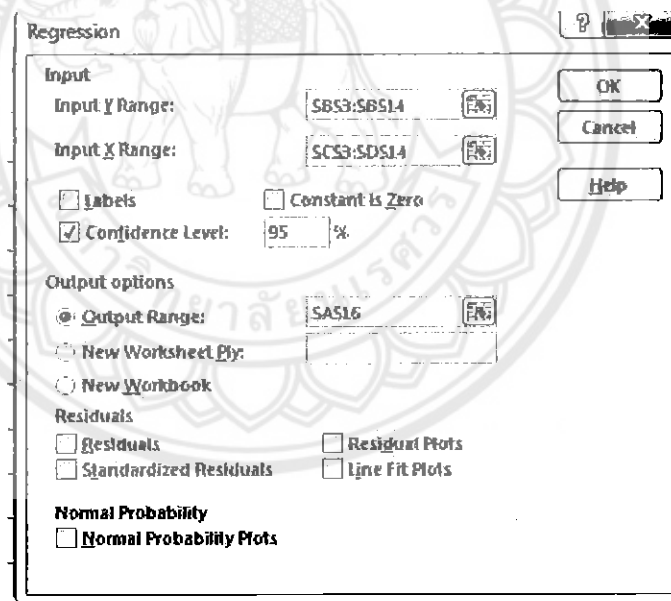 Regression
Input
Input Y Range: $B$3:$B$14
Input X Range: $C$3:$D$14
Labels Constant is Zero
Confidence Level: 95 %
Output options
Output Range: $A$16
New Worksheet Ply:
New Workbook
Residuals
Residuals Residual Plots
Standardized Residuals Line Fit Plots
Normal Probability
Normal Probability Plots
OK
Cancel
Help